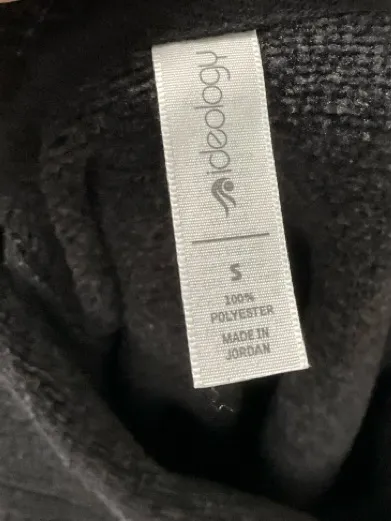 ideology
S
100%
POLYESTER
MADE IN
JORDAN